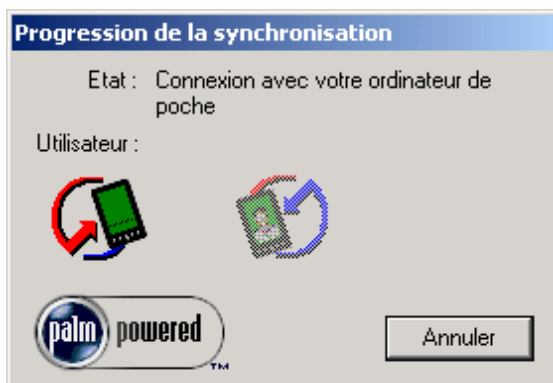 Progression de la synchronisation
Etat : Connexion avec votre ordinateur de
poche
Utilisateur :
palm powered ™
Annuler